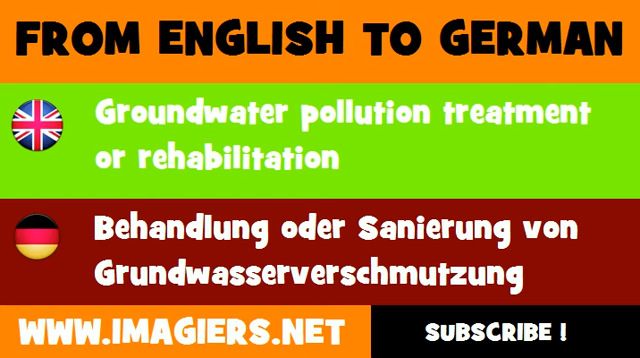 FROM ENGLISH TO GERMAN
Groundwater pollution treatment
or rehabilitation
Behandlung oder Sanierung von
Grundwasserverschmutzung
WWW.IMAGIERS.NET
SUBSCRIBE !